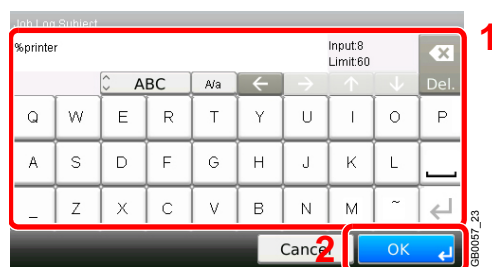 Job Log Subject
1
%printer
Input:8
Limit:60
Del.
ABC
A/a
Q W E R T Y U I O P
A S D F G H J K L
_ Z X C V B N M ~
2
Cancel
OK
GB0057_23